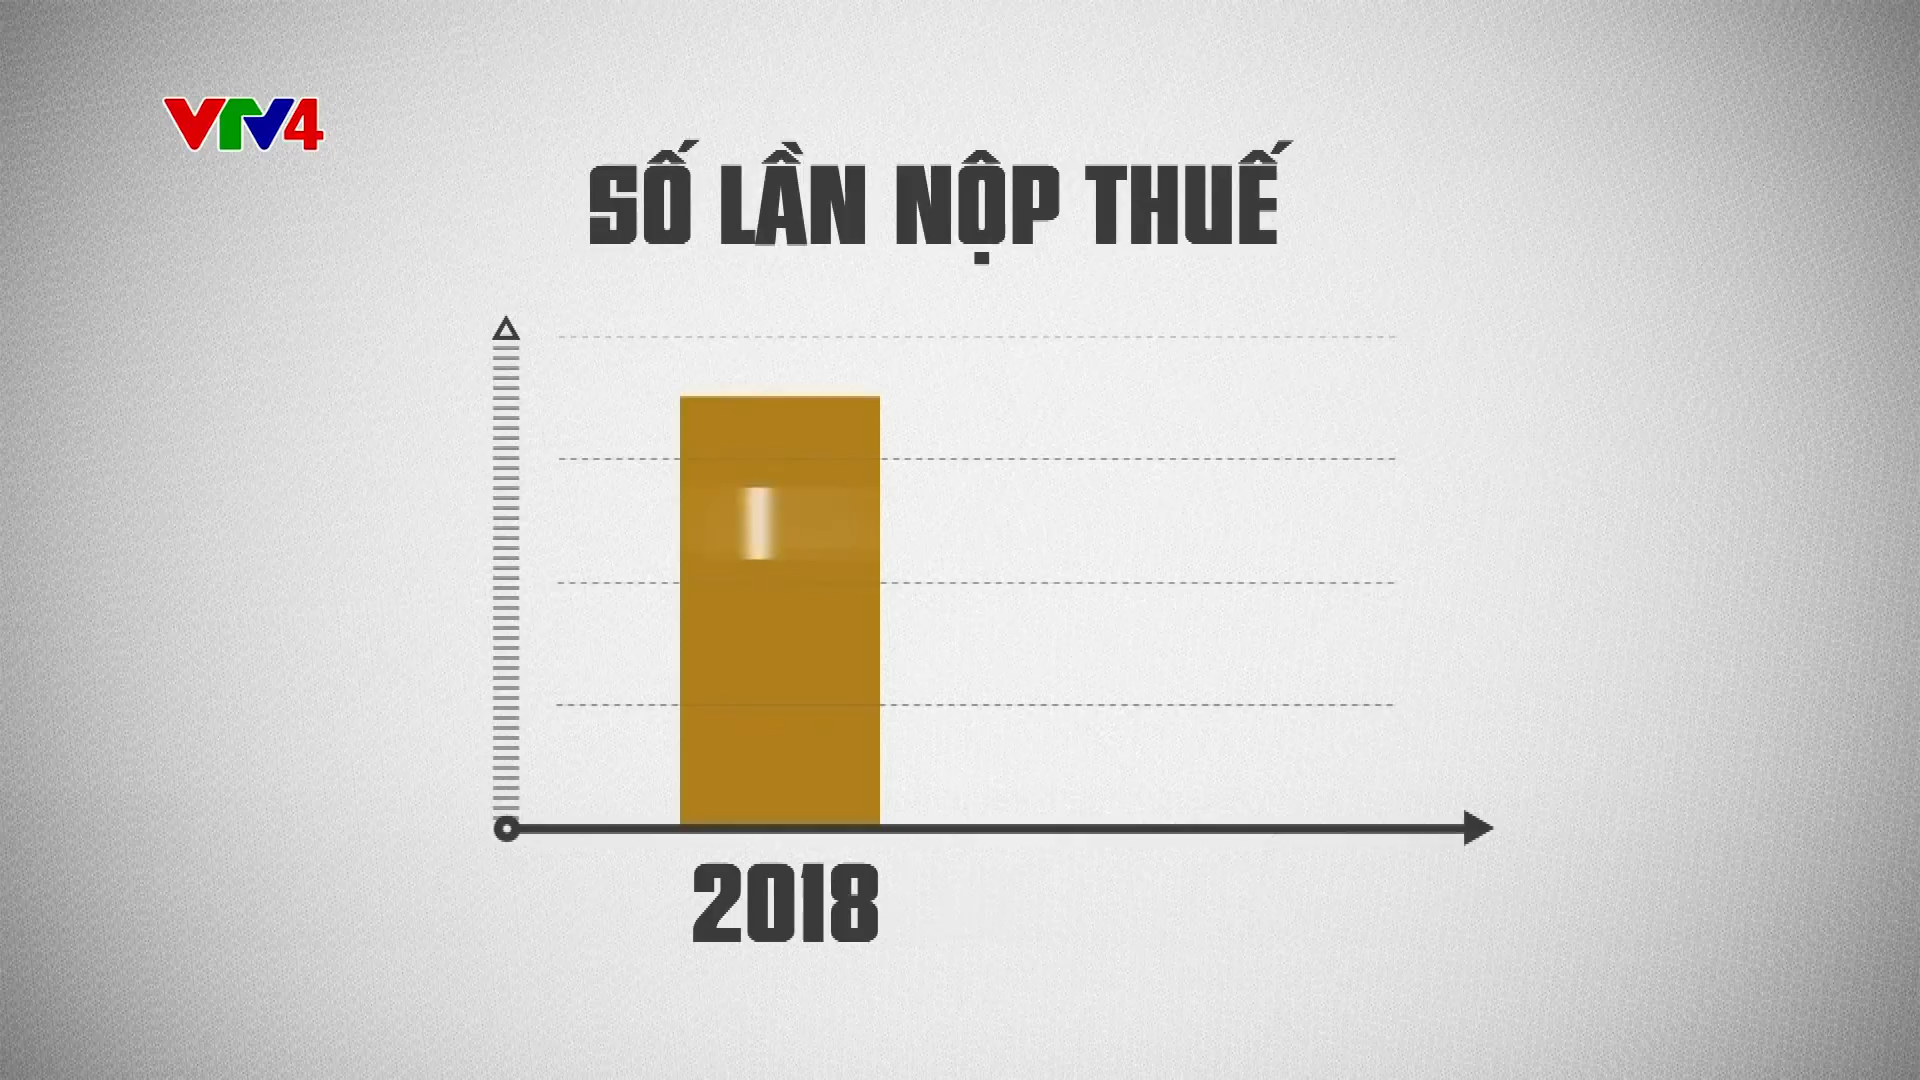 VTV4
SỐ LẦN NỘP THUẾ
2018